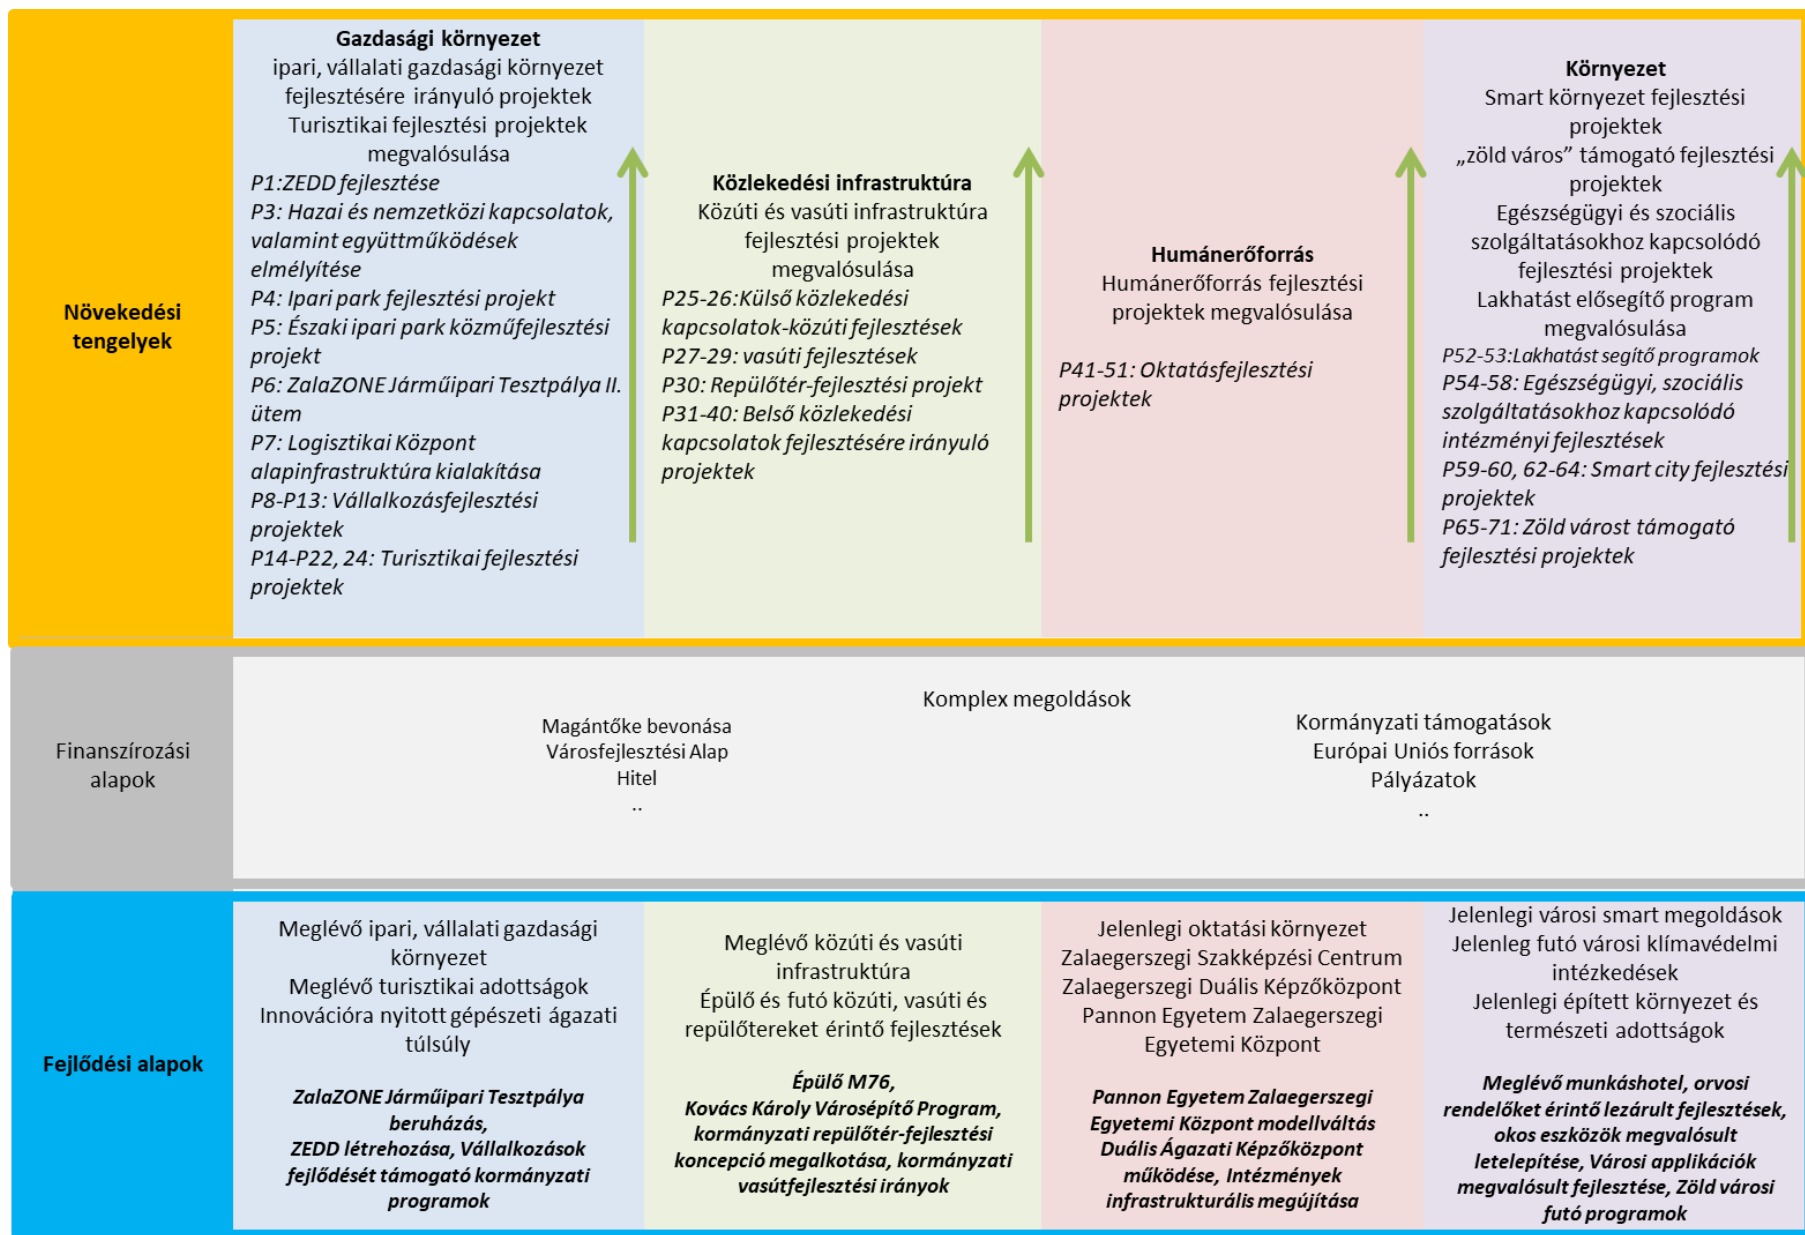 Növekedési
tengelyek
Gazdasági környezet
ipari, vállalati gazdasági környezet
fejlesztésére irányuló projektek
Turisztikai fejlesztési projektek
megvalósulása
P1:ZEDD fejlesztése
P3: Hazai és nemzetközi kapcsolatok,
valamint együttműködések
elmélyítése
P4: Ipari park fejlesztési projekt
P5: Északi ipari park közműfejlesztési
projekt
P6: ZalaZONE Járműipari Tesztpálya II.
ütem
P7: Logisztikai Központ
alapinfrastruktúra kialakítása
P8-P13: Vállalkozásfejlesztési
projektek
P14-P22, 24: Turisztikai fejlesztési
projektek
Közlekedési infrastruktúra
Közúti és vasúti infrastruktúra
fejlesztési projektek
megvalósulása
P25-26:Külső közlekedési
kapcsolatok-közúti fejlesztések
P27-29: vasúti fejlesztések
P30: Repülőtér-fejlesztési projekt
P31-40: Belső közlekedési
kapcsolatok fejlesztésére irányuló
projektek
Humánerőforrás
Humánerőforrás fejlesztési
projektek megvalósulása
P41-51: Oktatásfejlesztési
projektek
Környezet
Smart környezet fejlesztési
projektek
„zöld város” támogató fejlesztési
projektek
Egészségügyi és szociális
szolgáltatásokhoz kapcsolódó
fejlesztési projektek
Lakhatást elősegítő program
megvalósulása
P52-53:Lakhatást segítő programok
P54-58: Egészségügyi, szociális
szolgáltatásokhoz kapcsolódó
intézményi fejlesztések
P59-60, 62-64: Smart city fejlesztési
projektek
P65-71: Zöld várost támogató
fejlesztési projektek
Finanszírozási
alapok
Komplex megoldások
Magántőke bevonása
Városfejlesztési Alap
Hitel
..
Kormányzati támogatások
Európai Uniós források
Pályázatok
..
Fejlődési alapok
Meglévő ipari, vállalati gazdasági
környezet
Meglévő turisztikai adottságok
Innovációra nyitott gépészeti ágazati
túlsúly
ZalaZONE Járműipari Tesztpálya
beruházás,
ZEDD létrehozása, Vállalkozások
fejlődését támogató kormányzati
programok
Meglévő közúti és vasúti
infrastruktúra
Épülő és futó közúti, vasúti és
repülőtereket érintő fejlesztések
Épülő M76,
Kovács Károly Városépítő Program,
kormányzati repülőtér-fejlesztési
koncepció megalkotása, kormányzati
vasútfejlesztési irányok
Jelenlegi oktatási környezet
Zalaegerszegi Szakképzési Centrum
Zalaegerszegi Duális Képzőközpont
Pannon Egyetem Zalaegerszegi
Egyetemi Központ
Pannon Egyetem Zalaegerszegi
Egyetemi Központ modellváltás
Duális Ágazati Képzőközpont
működése, Intézmények
infrastrukturális megújítása
Jelenlegi városi smart megoldások
Jelenleg futó városi klímavédelmi
intézkedések
Jelenlegi épített környezet és
természeti adottságok
Meglévő munkáshotel, orvosi
rendelőket érintő lezárult fejlesztések,
okos eszközök megvalósult
letelepítése, Városi applikációk
megvalósult fejlesztése, Zöld városi
futó programok